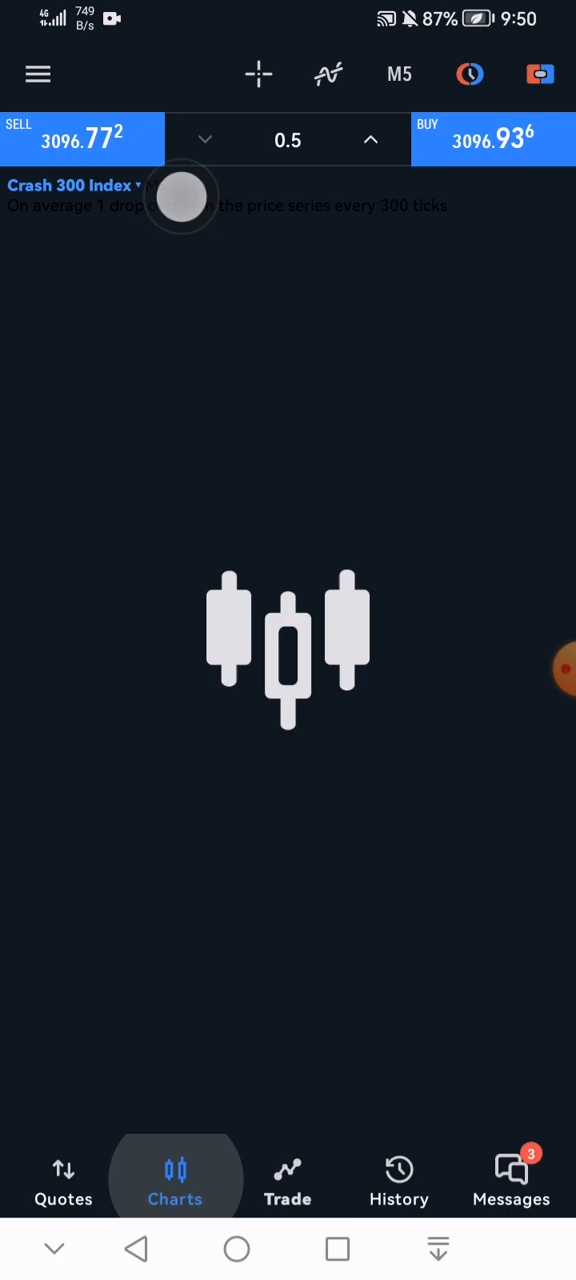 4G 749 B/s 87% 9:50
M5
SELL 3096.772 0.5 BUY 3096.936
Crash 300 Index
On average 1 drop the price series every 300 ticks
3
Quotes Charts Trade History Messages